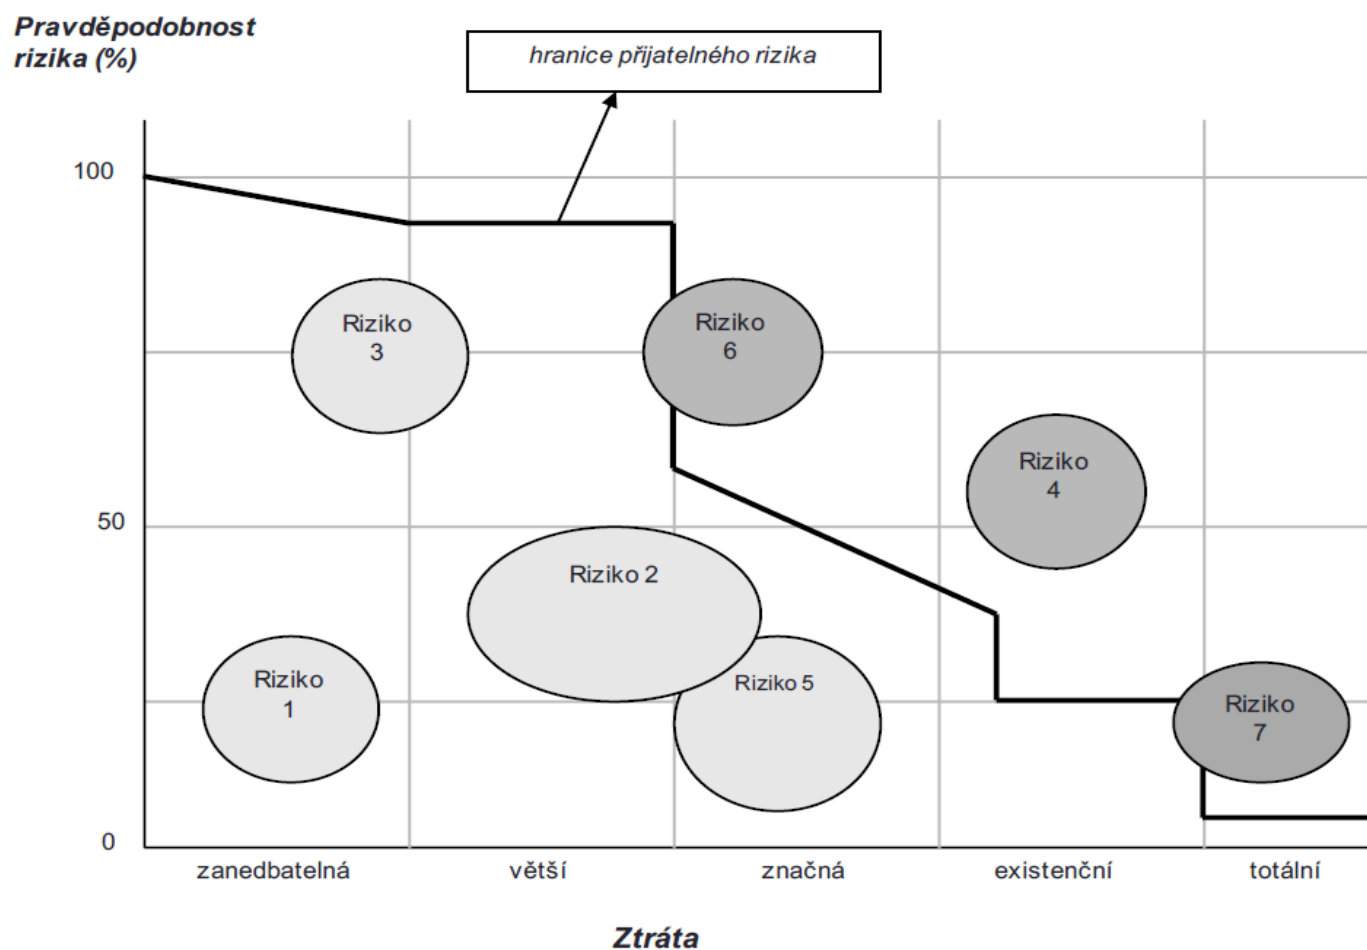 Pravděpodobnost
rizika (%)
hranice přijatelného rizika
100
Riziko
3
Riziko
6
Riziko
4
50
Riziko 2
Riziko
1
Riziko 5
Riziko
7
0
zanedbatelná
větší
značná
existenční
totální
Ztráta